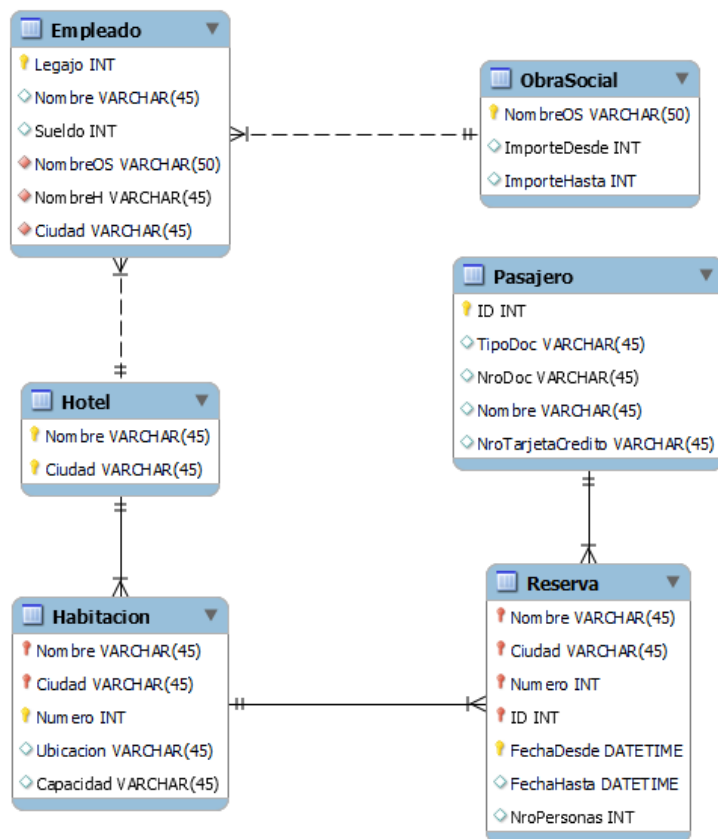 Empleado
Legajo INT
Nombre VARCHAR(45)
Sueldo INT
NombreOS VARCHAR(50)
NombreH VARCHAR(45)
Ciudad VARCHAR(45)
ObraSocial
NombreOS VARCHAR(50)
ImporteDesde INT
ImporteHasta INT
Pasajero
ID INT
TipoDoc VARCHAR(45)
NroDoc VARCHAR(45)
Nombre VARCHAR(45)
NroTarjetaCredito VARCHAR(45)
Hotel
Nombre VARCHAR(45)
Ciudad VARCHAR(45)
Habitacion
Nombre VARCHAR(45)
Ciudad VARCHAR(45)
Numero INT
Ubicacion VARCHAR(45)
Capacidad VARCHAR(45)
Reserva
Nombre VARCHAR(45)
Ciudad VARCHAR(45)
Numero INT
ID INT
FechaDesde DATETIME
FechaHasta DATETIME
NroPersonas INT